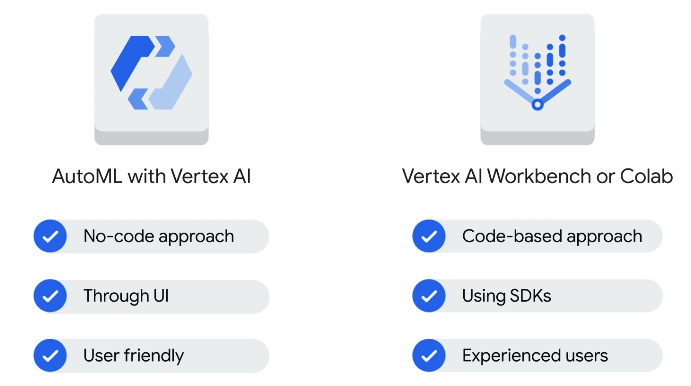 AutoML with Vertex AI
No-code approach
Through UI
User friendly
Vertex AI Workbench or Colab
Code-based approach
Using SDKs
Experienced users